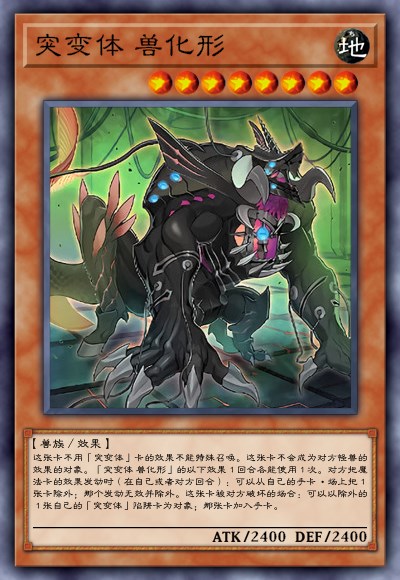 突变体 兽化形
地
【兽族／效果】
这张卡不用「突变体」卡的效果不能特殊召唤。这张卡不会成为对方怪兽的
效果的对象。「突变体 兽化形」的以下效果1回合各能使用1次。对方把魔
法卡的效果发动时（在自己或者对方回合）：可以从自己的手卡・场上把1
张卡除外；那个发动无效并除外。这张卡被对方破坏的场合：可以以除外的
1张自己的「突变体」陷阱卡为对象；那张卡加入手卡。
ATK/2400 DEF/2400